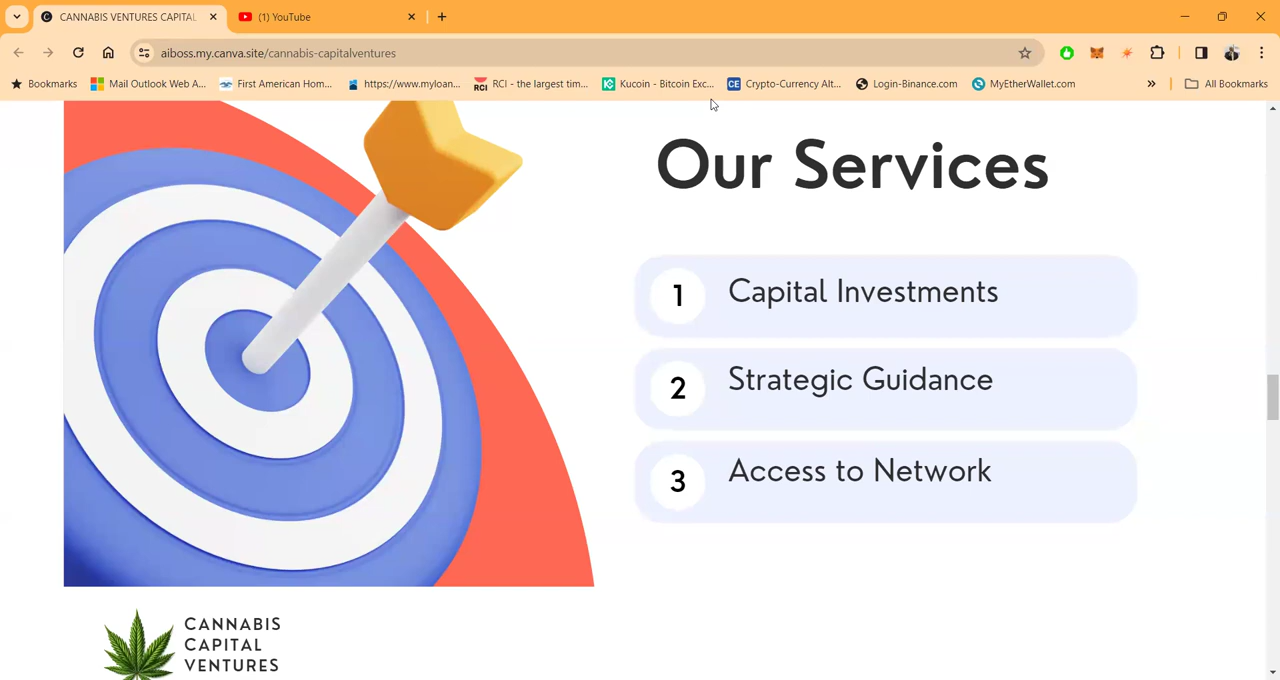 CANNABIS VENTURES CAPITAL
(1) YouTube
aiboss.my.canva.site/cannabis-capitalventures
Bookmarks
Mail Outlook Web A...
First American Hom...
https://www.myloan...
RCI - the largest tim...
Kucoin - Bitcoin Exc...
Crypto-Currency Alt...
Login-Binance.com
MyEtherWallet.com
All Bookmarks
Our Services
1 Capital Investments
2 Strategic Guidance
3 Access to Network
CANNABIS
CAPITAL
VENTURES